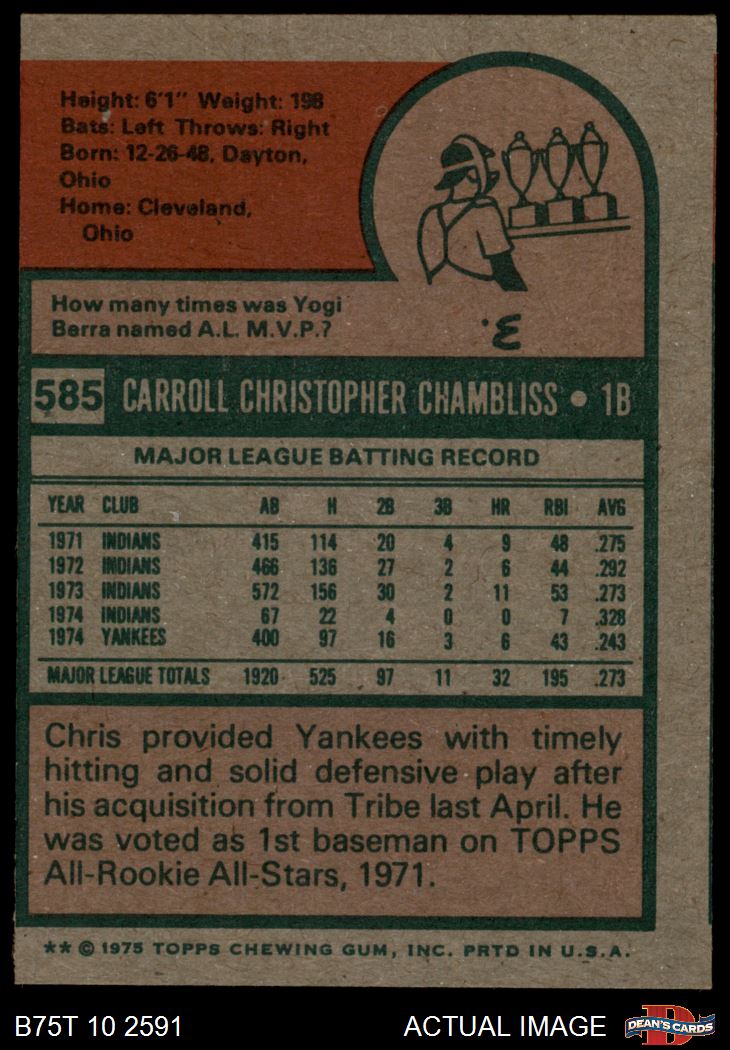 Height: 6'1" Weight: 198
Bats: Left Throws: Right
Born: 12-26-48, Dayton,
Ohio
Home: Cleveland,
Ohio
How many times was Yogi
Berra named A.L. M.V.P.?
3.
585 CARROLL CHRISTOPHER CHAMBLISS • 1B
MAJOR LEAGUE BATTING RECORD
YEAR CLUB AB H 2B 3B HR RBI AVG
1971 INDIANS 415 114 20 4 9 48 .275
1972 INDIANS 466 136 27 2 6 44 .292
1973 INDIANS 572 156 30 2 11 53 .273
1974 INDIANS 67 22 4 0 0 7 .328
1974 YANKEES 400 97 16 3 6 43 .243
MAJOR LEAGUE TOTALS 1920 525 97 11 32 195 .273
Chris provided Yankees with timely
hitting and solid defensive play after
his acquisition from Tribe last April. He
was voted as 1st baseman on TOPPS
All-Rookie All-Stars, 1971.
** © 1975 TOPPS CHEWING GUM, INC. PRTD IN U.S.A.
B75T 10 2591 ACTUAL IMAGE D DEAN'S CARDS